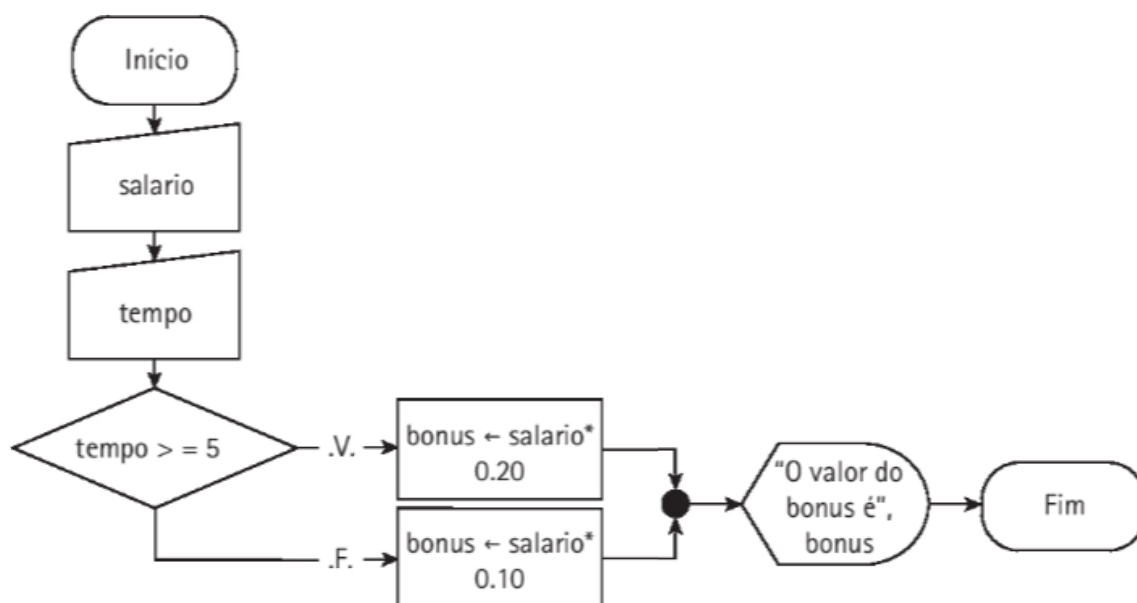 Início
salario
tempo
tempo > = 5
.V.
bonus ← salario*
0.20
.F.
bonus ← salario*
0.10
“O valor do
bonus é”,
bonus
Fim